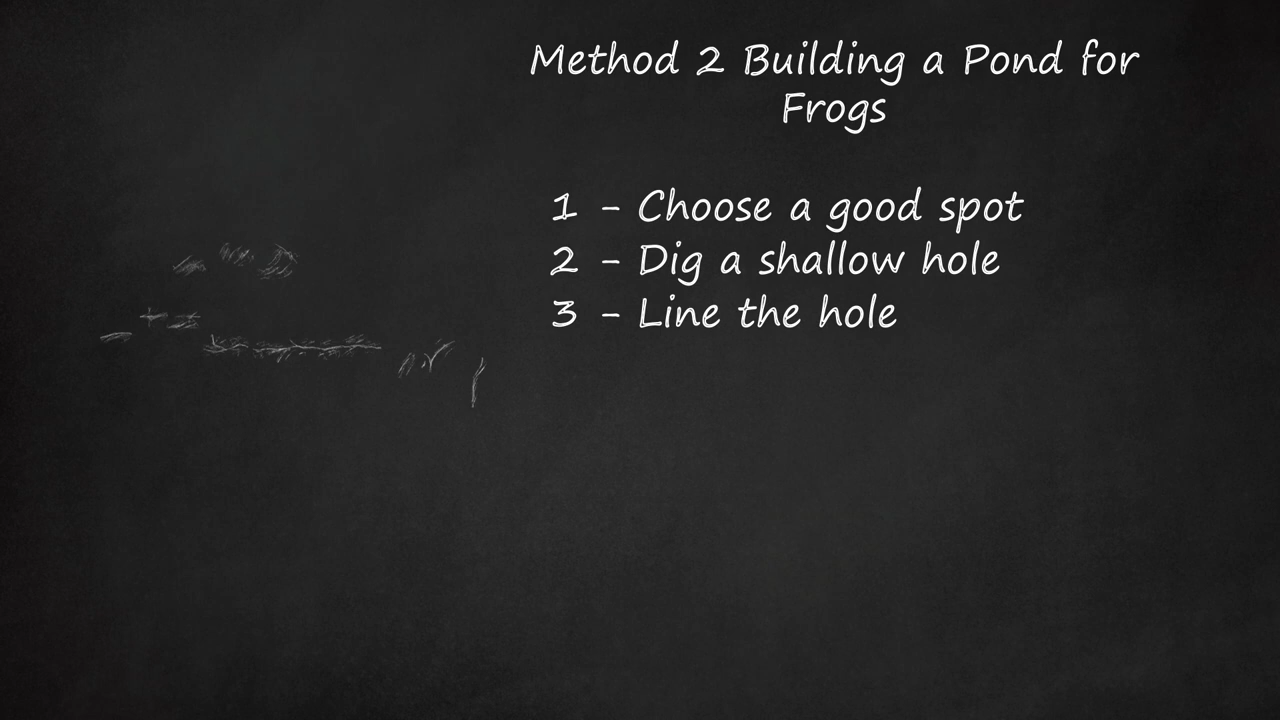 Method 2 Building a Pond for
Frogs
1 - Choose a good spot
2 - Dig a shallow hole
3 - Line the hole